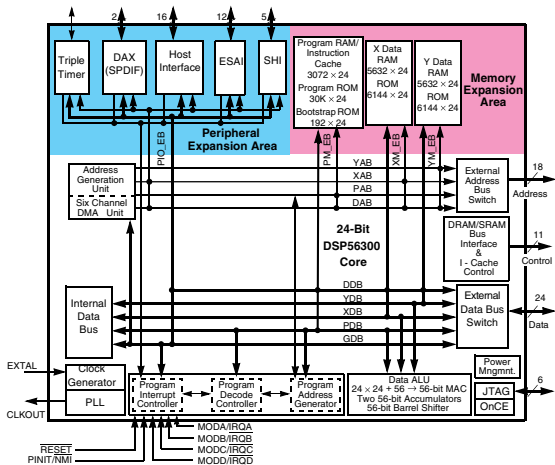 2 16 12 5
Triple
Timer
DAX
(SPDIF)
Host
Interface
ESAI
SHI
Program RAM/
Instruction
Cache
3072 × 24
Program ROM
30K × 24
Bootstrap ROM
192 × 24
X Data
RAM
5632 × 24
ROM
6144 × 24
Y Data
RAM
5632 × 24
ROM
6144 × 24
Memory
Expansion
Area
Peripheral
Expansion Area
PIO_EB
PM_EB
XM_EB
YM_EB
Address
Generation
Unit
Six Channel
DMA Unit
YAB
XAB
PAB
DAB
External
Address
Bus
Switch
18
Address
24-Bit
DSP56300
Core
DRAM/SRAM
Bus
Interface
&
I - Cache
Control
11
Control
Internal
Data
Bus
DDB
YDB
XDB
PDB
GDB
External
Data Bus
Switch
24
Data
EXTAL
CLKOUT
Clock
Generator
PLL
Program
Interrupt
Controller
Program
Decode
Controller
Program
Address
Generator
Data ALU
24 × 24 + 56 → 56-bit MAC
Two 56-bit Accumulators
56-bit Barrel Shifter
Power
Mngmnt.
JTAG
OnCE
6
RESET
PINIT/NMI
MODA/IRQA
MODB/IRQB
MODC/IRQC
MODD/IRQD